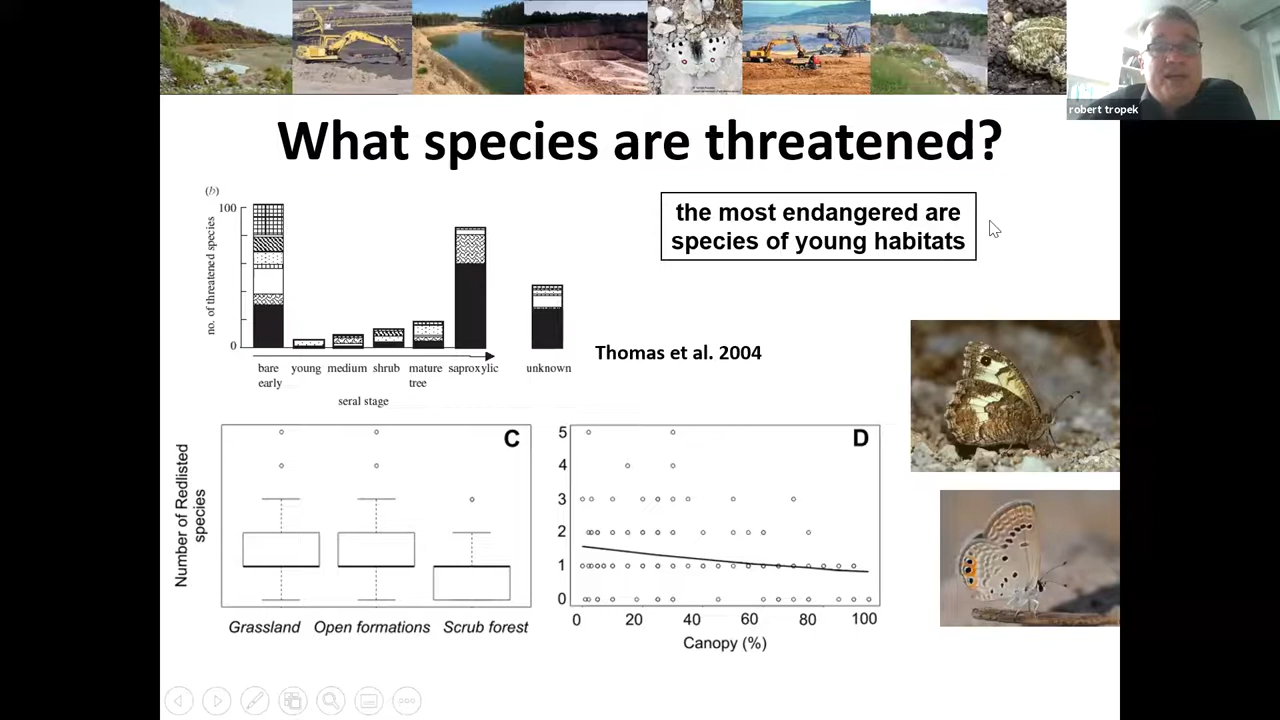 robert tropek
What species are threatened?
(b)
100
0
no. of threatened species
bare
early
young
medium
shrub
mature
tree
saproxylic
unknown
seral stage
the most endangered are
species of young habitats
Thomas et al. 2004
Number of Redlisted
species
C
Grassland
Open formations
Scrub forest
D
5
4
3
2
1
0
0
20
40
60
80
100
Canopy (%)